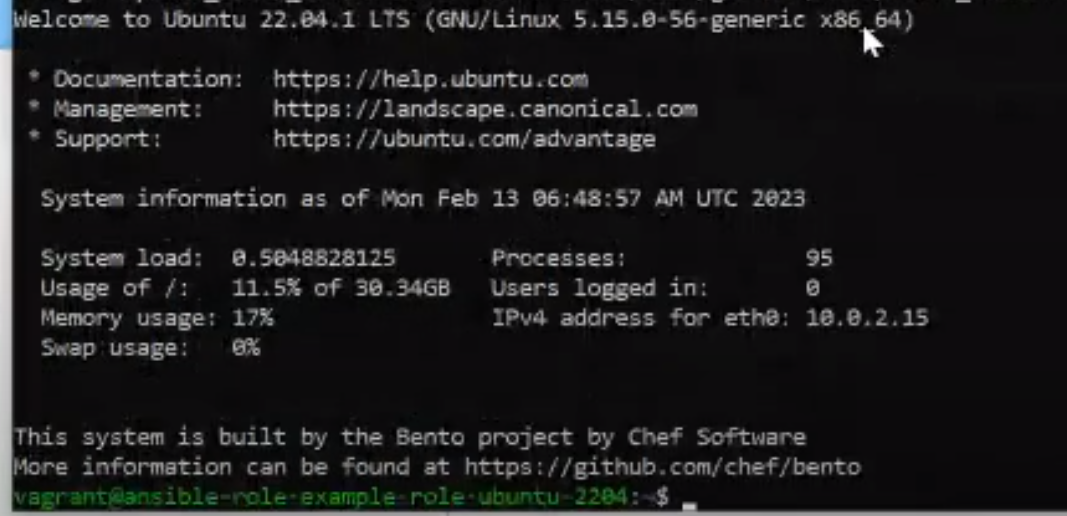 Welcome to Ubuntu 22.04.1 LTS (GNU/Linux 5.15.0-56-generic x86_64)
* Documentation: https://help.ubuntu.com
* Management: https://landscape.canonical.com
* Support: https://ubuntu.com/advantage
System information as of Mon Feb 13 06:48:57 AM UTC 2023
System load: 0.5048828125 Processes: 95
Usage of /: 11.5% of 30.34GB Users logged in: 0
Memory usage: 17% IPv4 address for eth0: 10.0.2.15
Swap usage: 0%
This system is built by the Bento project by Chef Software
More information can be found at https://github.com/chef/bento
vagrant@ansible-role-example-role-ubuntu-2204:~$